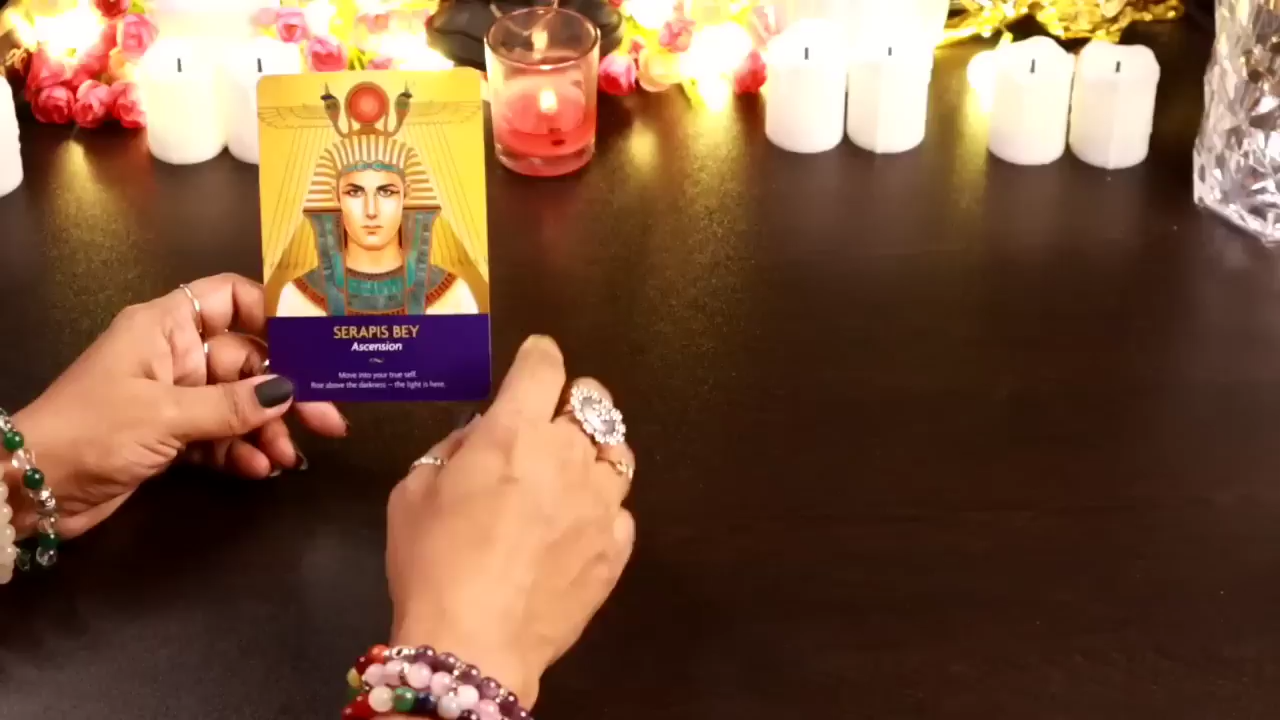 SERAPIS BEY
Ascension
Move into your true self.
Rise above the darkness – the light is here.